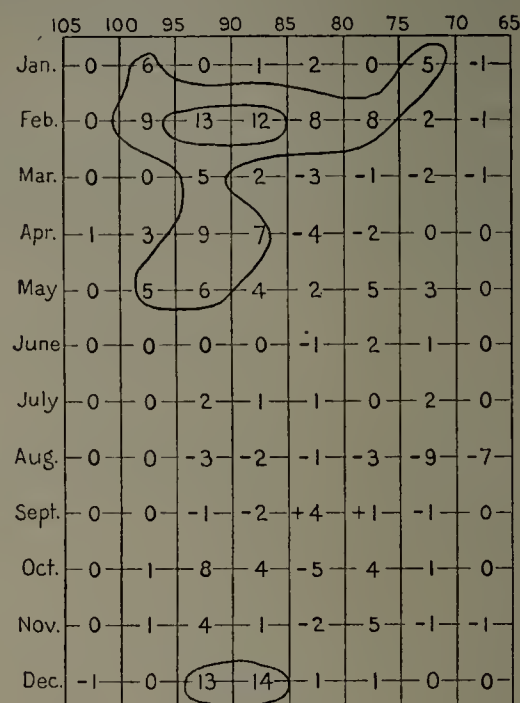 105 100 95 90 85 80 75 70 65
Jan. 0 6 0 1 2 0 5 -1
Feb. 0 9 13 12 8 8 2 -1
Mar. 0 0 5 2 -3 -1 -2 -1
Apr. 1 3 9 7 -4 -2 0 0
May 0 5 6 4 2 5 3 0
June 0 0 0 0 -1 2 1 0
July 0 0 2 1 1 0 2 0
Aug. 0 0 -3 -2 -1 -3 -9 -7
Sept. 0 0 -1 -2 +4 +1 -1 0
Oct. 0 1 8 4 -5 4 1 0
Nov. 0 1 4 1 -2 5 -1 -1
Dec. -1 0 13 14 1 1 0 0